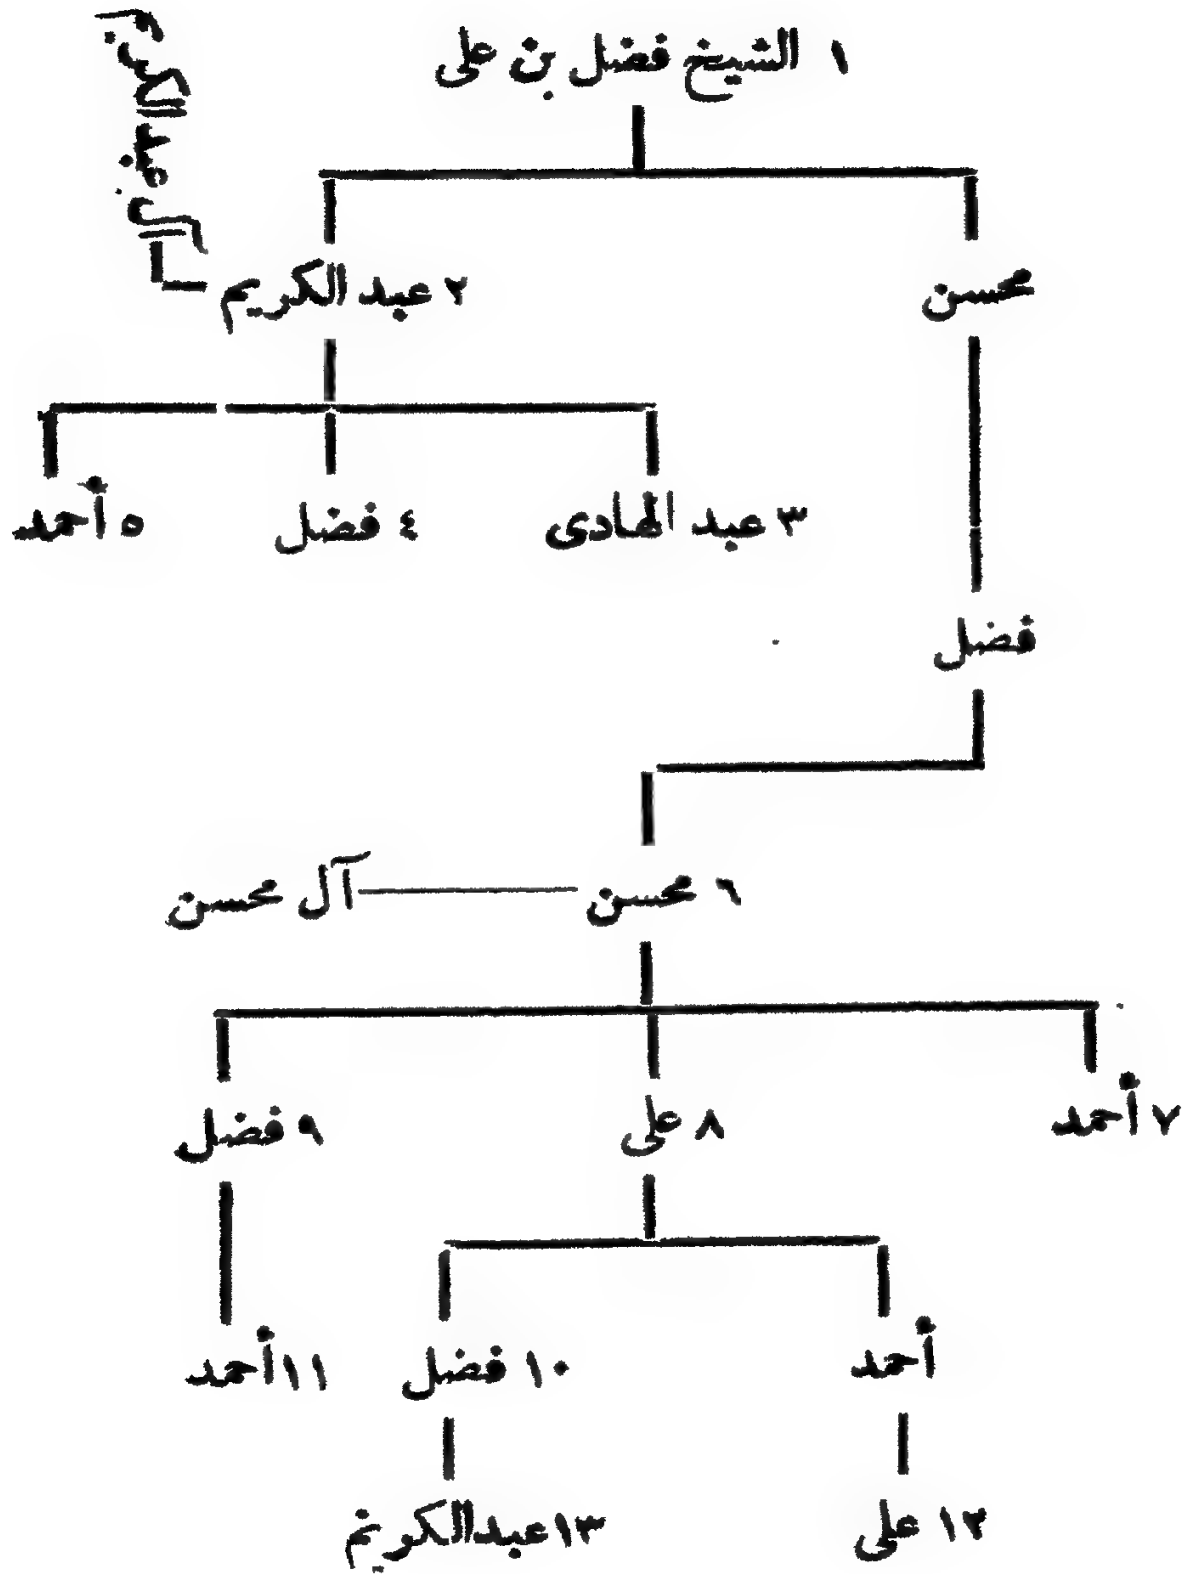 ١ الشيخ فضل بن على
آل عبد الكريم
٢ عبد الكريم
محسن
٣ عبد الهادى
٤ فضل
٥ أحمد
فضل
٦ محسن
آل محسن
٧ أحمد
٨ على
٩ فضل
أحمد
١٠ فضل
١١ أحمد
١٢ على
١٣ عبد الكريم